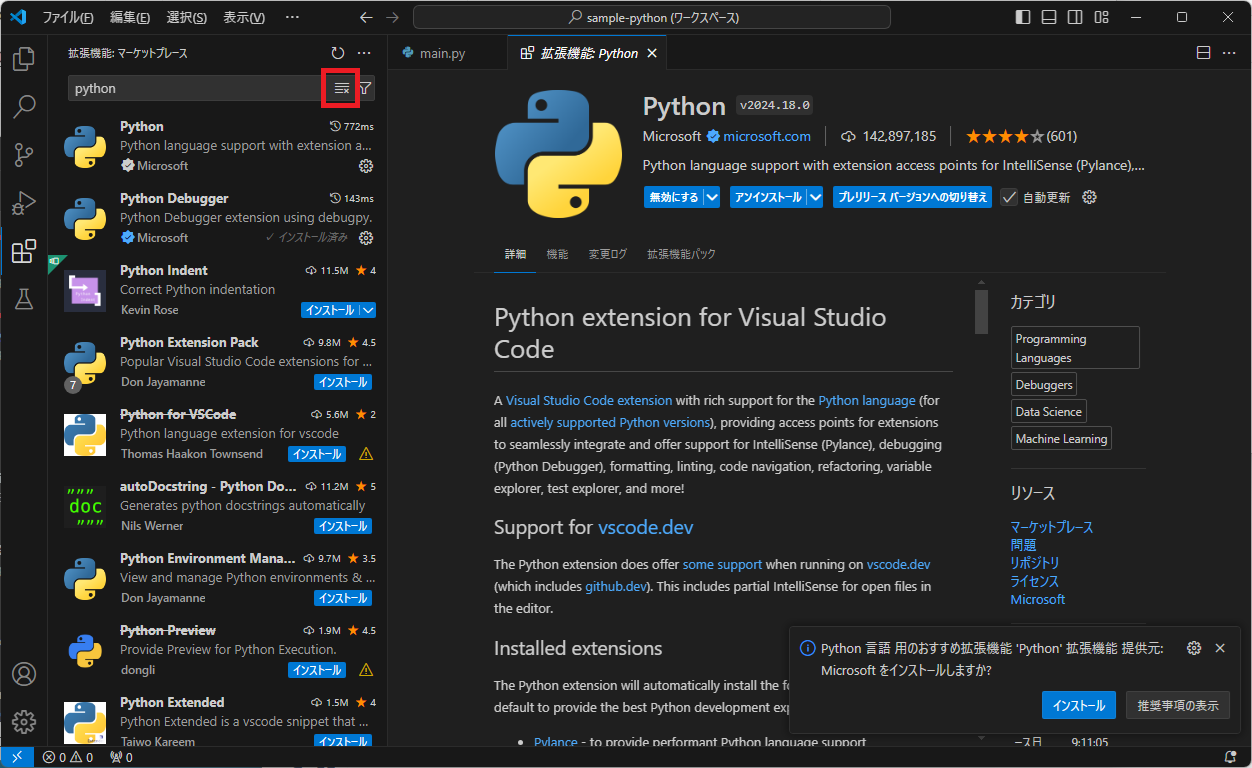 ファイル(F) 編集(E) 選択(S) 表示(V) ···
sample-python (ワークスペース)
拡張機能: マーケットプレース
python
Python 772ms
Python language support with extension a...
Microsoft
Python Debugger 143ms
Python Debugger extension using debugpy.
Microsoft ✓ インストール済み
Python Indent 11.5M ★ 4
Correct Python indentation
Kevin Rose インストール
Python Extension Pack 9.8M ★ 4.5
Popular Visual Studio Code extensions for ...
7
Don Jayamanne インストール
Python for VSCode 5.6M ★ 2
Python language extension for vscode
Thomas Haakon Townsend インストール
"""
doc
"""
autoDocstring - Python Do... 11.2M ★ 5
Generates python docstrings automatically
Nils Werner インストール
Python Environment Mana... 9.7M ★ 3.5
View and manage Python environments & ...
Don Jayamanne インストール
Python Preview 1.9M ★ 4.5
Provide Preview for Python Execution.
dongli インストール
Python Extended 1.5M ★ 4
Python Extended is a vscode snippet that ...
Taiwo Kareem インストール
main.py
拡張機能: Python
Python v2024.18.0
Microsoft microsoft.com 142,897,185 ★★★★☆(601)
Python language support with extension access points for IntelliSense (Pylance),...
無効にする アンインストール プレリリース バージョンへの切り替え 自動更新
詳細 機能 変更ログ 拡張機能パック
Python extension for Visual Studio
Code
A Visual Studio Code extension with rich support for the Python language (for
all actively supported Python versions), providing access points for extensions
to seamlessly integrate and offer support for IntelliSense (Pylance), debugging
(Python Debugger), formatting, linting, code navigation, refactoring, variable
explorer, test explorer, and more!
Support for vscode.dev
The Python extension does offer some support when running on vscode.dev
(which includes github.dev). This includes partial IntelliSense for open files in
the editor.
Installed extensions
The Python extension will automatically install the
default to provide the best Python development
• Pylance - to provide performant Python language support
カテゴリ
Programming
Languages
Debuggers
Data Science
Machine Learning
リソース
マーケットプレース
問題
リポジトリ
ライセンス
Microsoft
Python 言語 用のおすすめ拡張機能 'Python' 拡張機能 提供元:
Microsoft をインストールしますか?
インストール 推奨事項の表示
9:11:05
0 0 0